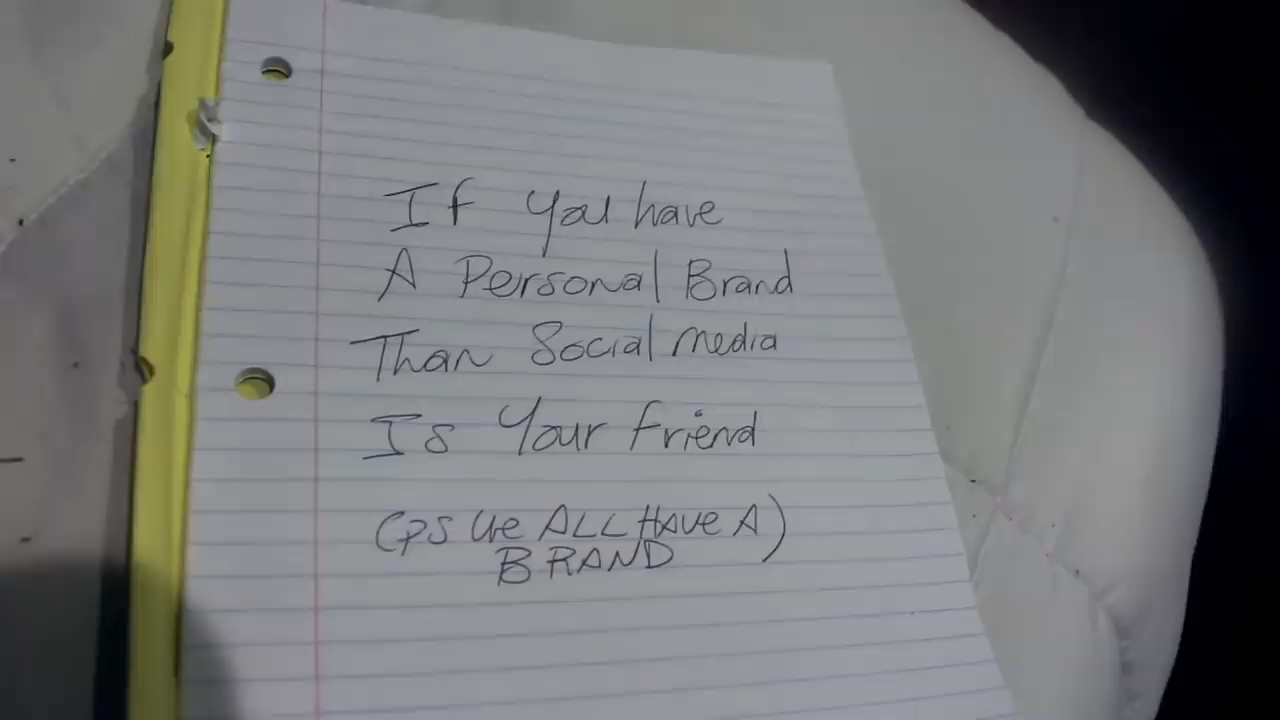 If you have
A Personal Brand
Than Social media
Is Your friend
(PS We ALL HAVE A)
BRAND